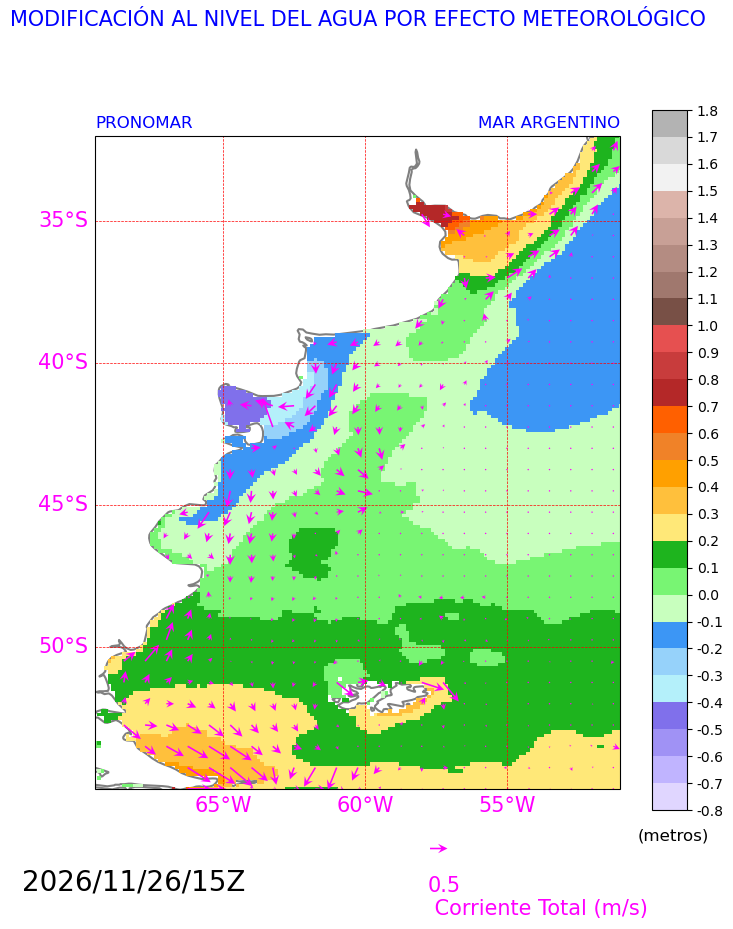 MODIFICACIÓN AL NIVEL DEL AGUA POR EFECTO METEOROLÓGICO
PRONOMAR MAR ARGENTINO
35°S
40°S
45°S
50°S
65°W 60°W 55°W
1.8
1.7
1.6
1.5
1.4
1.3
1.2
1.1
1.0
0.9
0.8
0.7
0.6
0.5
0.4
0.3
0.2
0.1
0.0
-0.1
-0.2
-0.3
-0.4
-0.5
-0.6
-0.7
-0.8
(metros)
2026/11/26/15Z
0.5
Corriente Total (m/s)